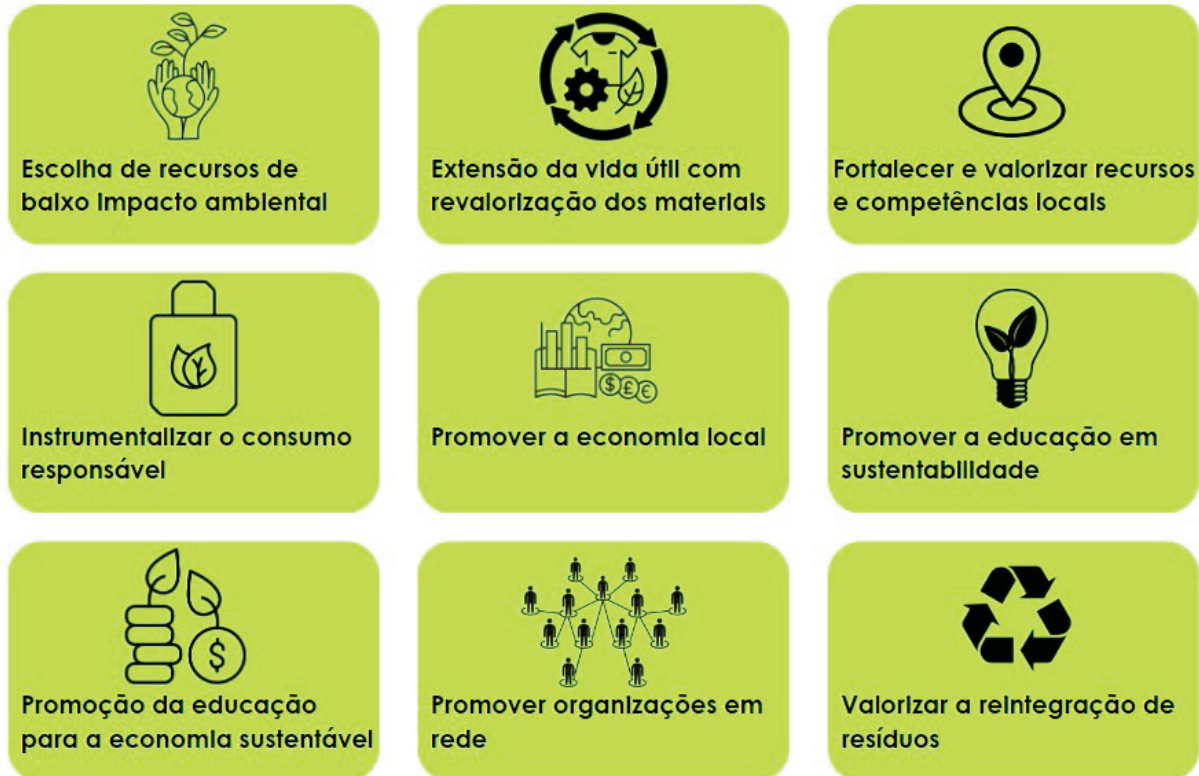 Escolha de recursos de
baixo impacto ambiental
Extensão da vida útil com
revalorização dos materiais
Fortalecer e valorizar recursos
e competências locais
Instrumentalizar o consumo
responsável
$ £ €
Promover a economia local
Promover a educação em
sustentabilidade
$
Promoção da educação
para a economia sustentável
Promover organizações em
rede
Valorizar a reintegração de
resíduos